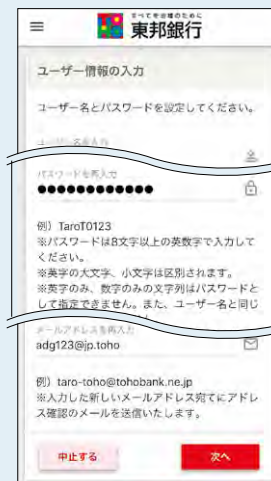 すべてを地域のために
東邦銀行
ユーザー情報の入力
ユーザー名とパスワードを設定してください。
パスワードを再入力
●●●●●●●●●●●●
例）TaroT0123
※パスワードは8文字以上の英数字で入力して
ください。
※英字の大文字、小文字は区別されます。
※英字のみ、数字のみの文字列はパスワードと
して指定できません。また、ユーザー名と同じ
メールアドレスを再入力
adg123@jp.toho
例）taro-toho@tohobank.ne.jp
※入力した新しいメールアドレス宛てにアドレ
ス確認のメールを送信いたします。
中止する
次へ